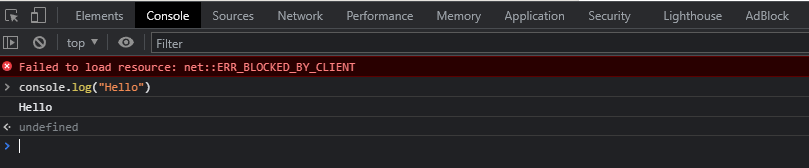 Elements Console Sources Network Performance Memory Application Security Lighthouse AdBlock
top Filter
Failed to load resource: net::ERR_BLOCKED_BY_CLIENT
console.log("Hello")
Hello
undefined